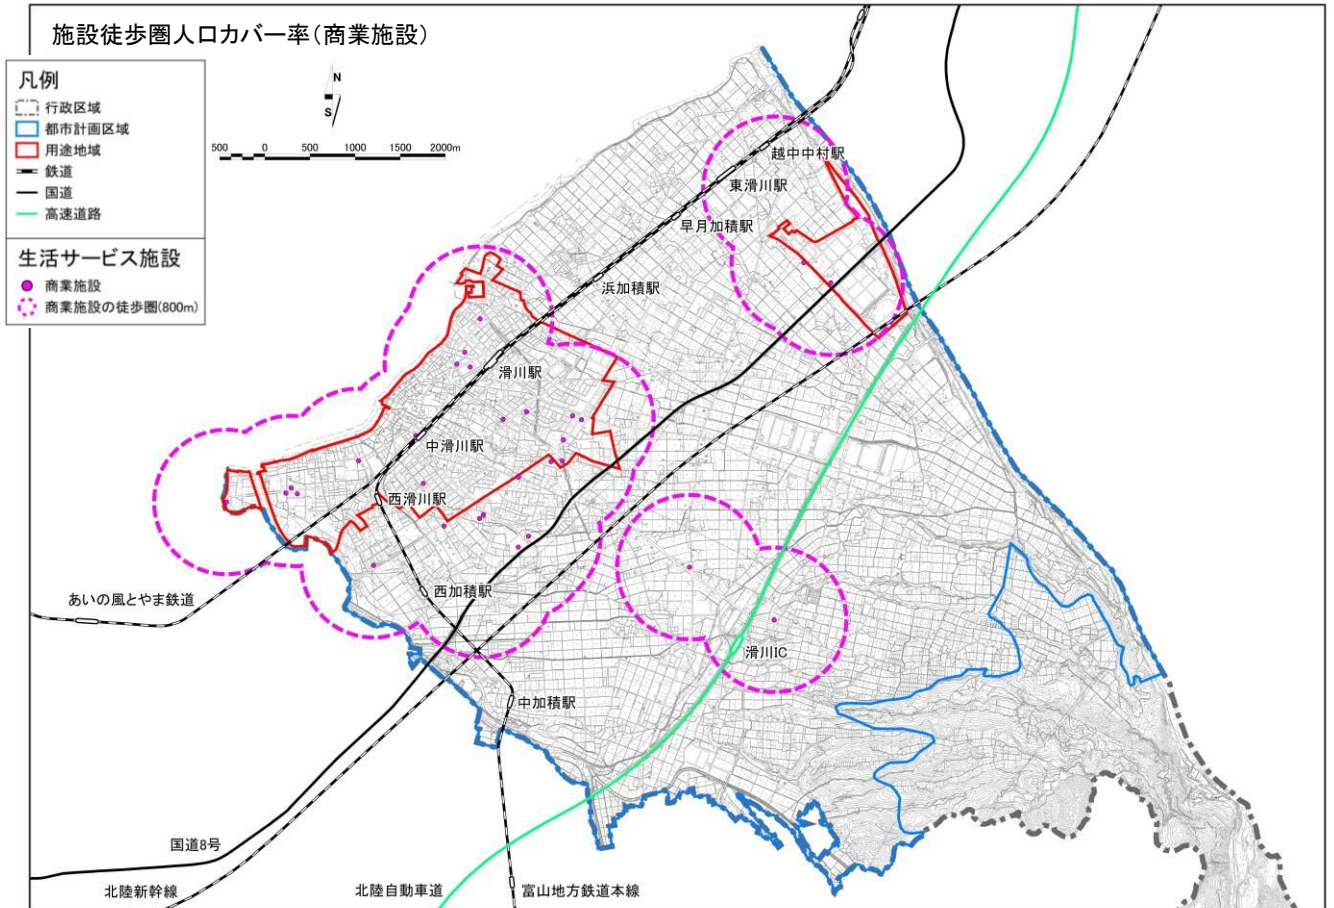 施設徒歩圏人口カバー率(商業施設)
凡例
行政区域
都市計画区域
用途地域
鉄道
国道
高速道路
生活サービス施設
商業施設
商業施設の徒歩圏(800m)
N
S
500 0 500 1000 1500 2000m
越中中村駅
東滑川駅
早月加積駅
浜加積駅
滑川駅
中滑川駅
西滑川駅
西加積駅
あいの風とやま鉄道
滑川IC
中加積駅
国道8号
北陸新幹線
北陸自動車道
富山地方鉄道本線